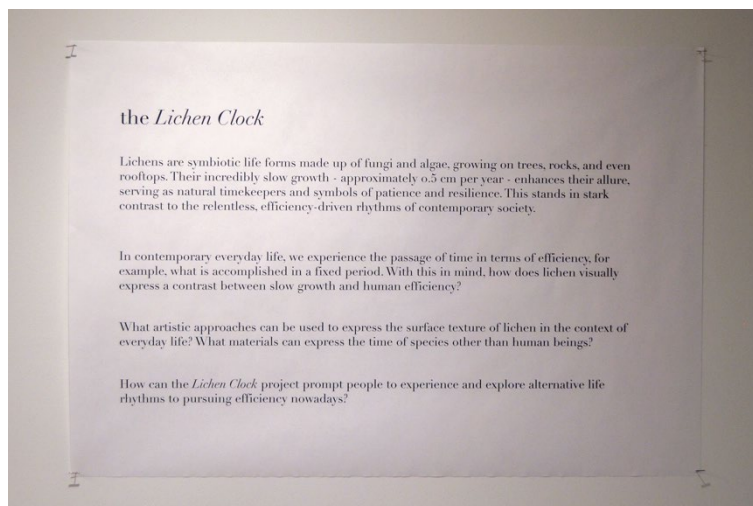 the Lichen Clock
Lichens are symbiotic life forms made up of fungi and algae, growing on trees, rocks, and even
rooftops. Their incredibly slow growth - approximately 0.5 cm per year - enhances their allure,
serving as natural timekeepers and symbols of patience and resilience. This stands in stark
contrast to the relentless, efficiency-driven rhythms of contemporary society.
In contemporary everyday life, we experience the passage of time in terms of efficiency, for
example, what is accomplished in a fixed period. With this in mind, how does lichen visually
express a contrast between slow growth and human efficiency?
What artistic approaches can be used to express the surface texture of lichen in the context of
everyday life? What materials can express the time of species other than human beings?
How can the Lichen Clock project prompt people to experience and explore alternative life
rhythms to pursuing efficiency nowadays?